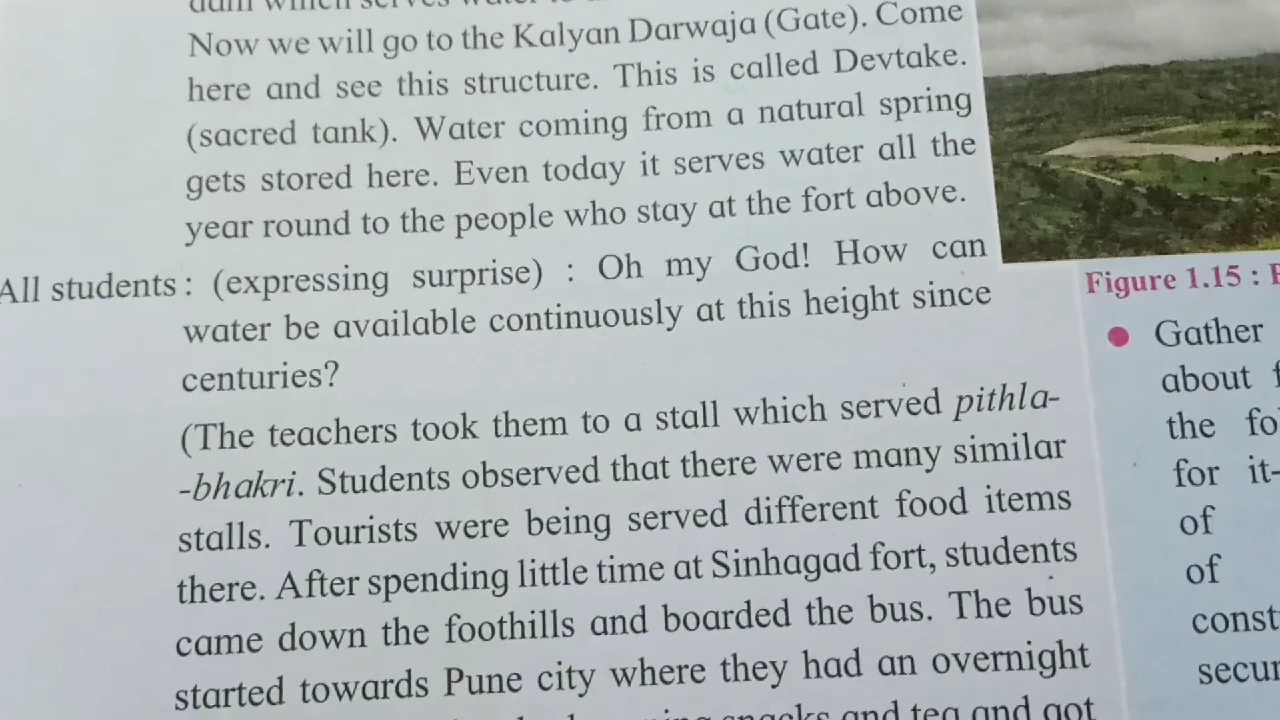 which serves water
Now we will go to the Kalyan Darwaja (Gate). Come
here and see this structure. This is called Devtake.
(sacred tank). Water coming from a natural spring
gets stored here. Even today it serves water all the
year round to the people who stay at the fort above.
All students : (expressing surprise) : Oh my God! How can
water be available continuously at this height since
centuries?
(The teachers took them to a stall which served pithla-
-bhakri. Students observed that there were many similar
stalls. Tourists were being served different food items
there. After spending little time at Sinhagad fort, students
came down the foothills and boarded the bus. The bus
started towards Pune city where they had an overnight
snacks and tea and got
Figure 1.15 :
● Gather
about
the fo
for it-
of
of
const
secur